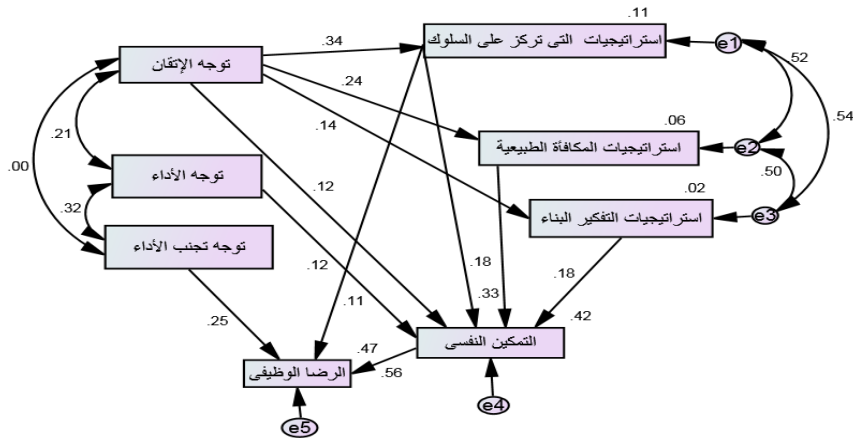 .11
استراتيجيات التى تركز على السلوك
e1
.34
توجه الإتقان
.52
.24
.54
.06
استراتيجيات المكافأة الطبيعية
e2
.21
.14
.00
.50
توجه الأداء
.12
.02
استراتيجيات التفكير البناء
e3
.32
توجه تجنب الأداء
.12
.18
.18
.11
.33
.25
.42
التمكين النفسى
.47
.56
الرضا الوظيفى
e4
e5